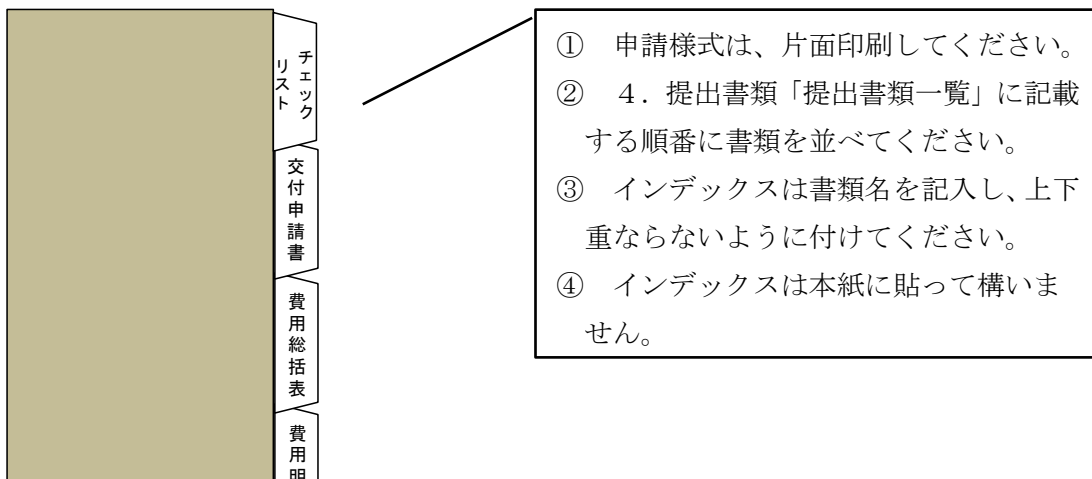 チェック
リスト
交付申請書
費用総括表
費用明
① 申請様式は、片面印刷してください。
② ４．提出書類「提出書類一覧」に記載
する順番に書類を並べてください。
③ インデックスは書類名を記入し、上下
重ならないように付けてください。
④ インデックスは本紙に貼って構いま
せん。